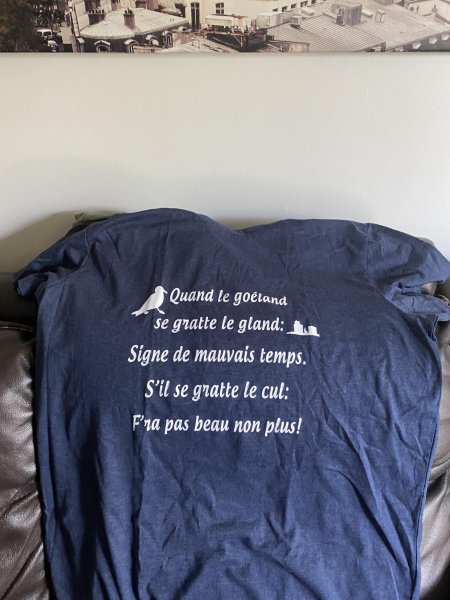 Quand le goéland
se gratte le gland:
Signe de mauvais temps.
S'il se gratte le cul:
F'ra pas beau non plus!